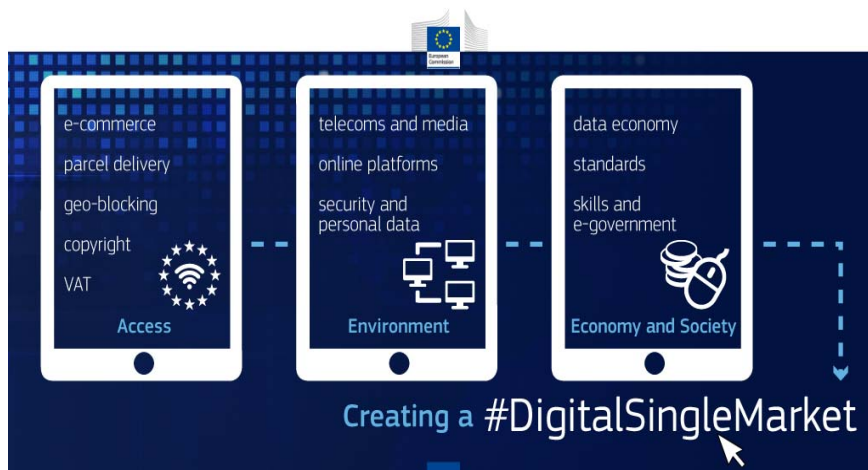 European
Commission
e-commerce
parcel delivery
geo-blocking
copyright
VAT
Access
telecoms and media
online platforms
security and
personal data
Environment
data economy
standards
skills and
e-government
Economy and Society
Creating a #DigitalSingleMarket